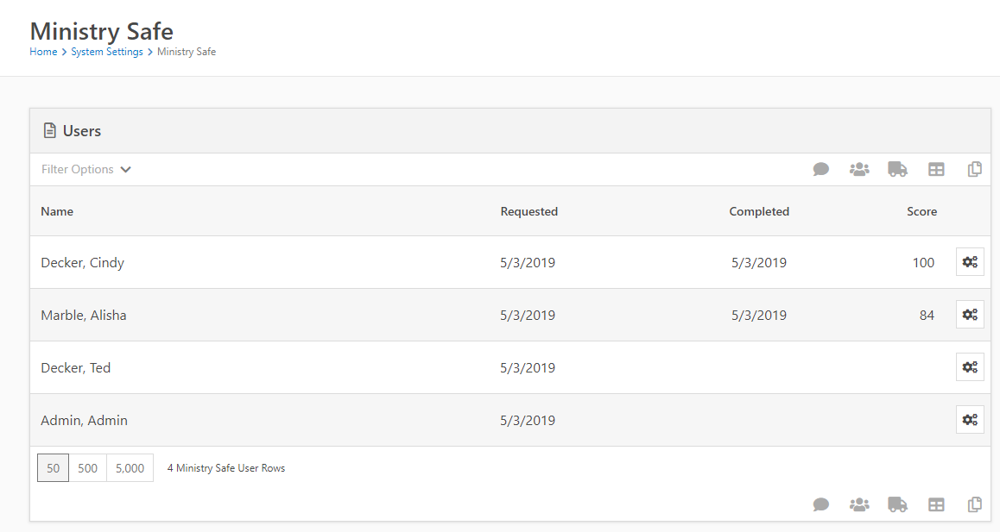 Ministry Safe
Home > System Settings > Ministry Safe
Users
Filter Options
Name Requested Completed Score
Decker, Cindy 5/3/2019 5/3/2019 100
Marble, Alisha 5/3/2019 5/3/2019 84
Decker, Ted 5/3/2019
Admin, Admin 5/3/2019
50 500 5,000 4 Ministry Safe User Rows